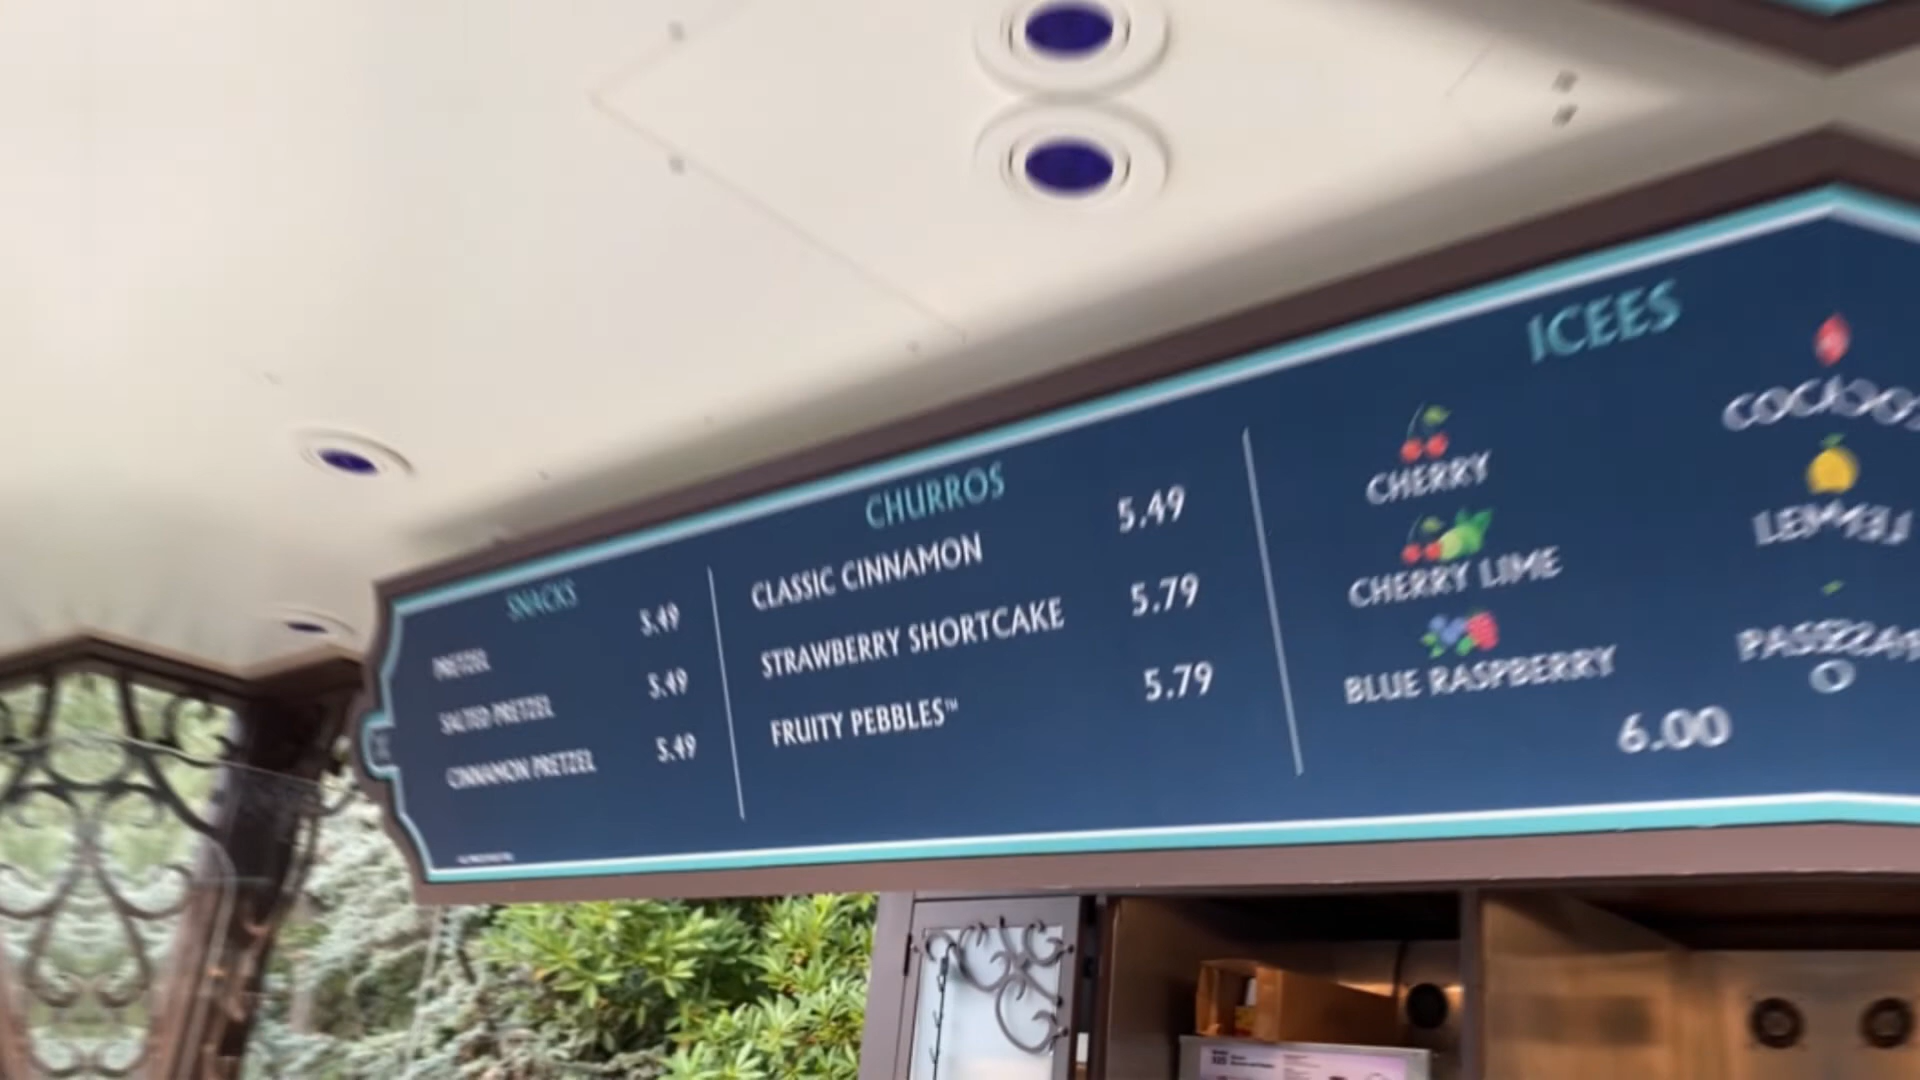 SNACKS
PRETZEL 5.49
SALTED PRETZEL 5.49
CINNAMON PRETZEL 5.49
CHURROS
CLASSIC CINNAMON 5.49
STRAWBERRY SHORTCAKE 5.79
FRUITY PEBBLES™ 5.79
ICEES
CHERRY
CHERRY LIME
BLUE RASPBERRY
6.00